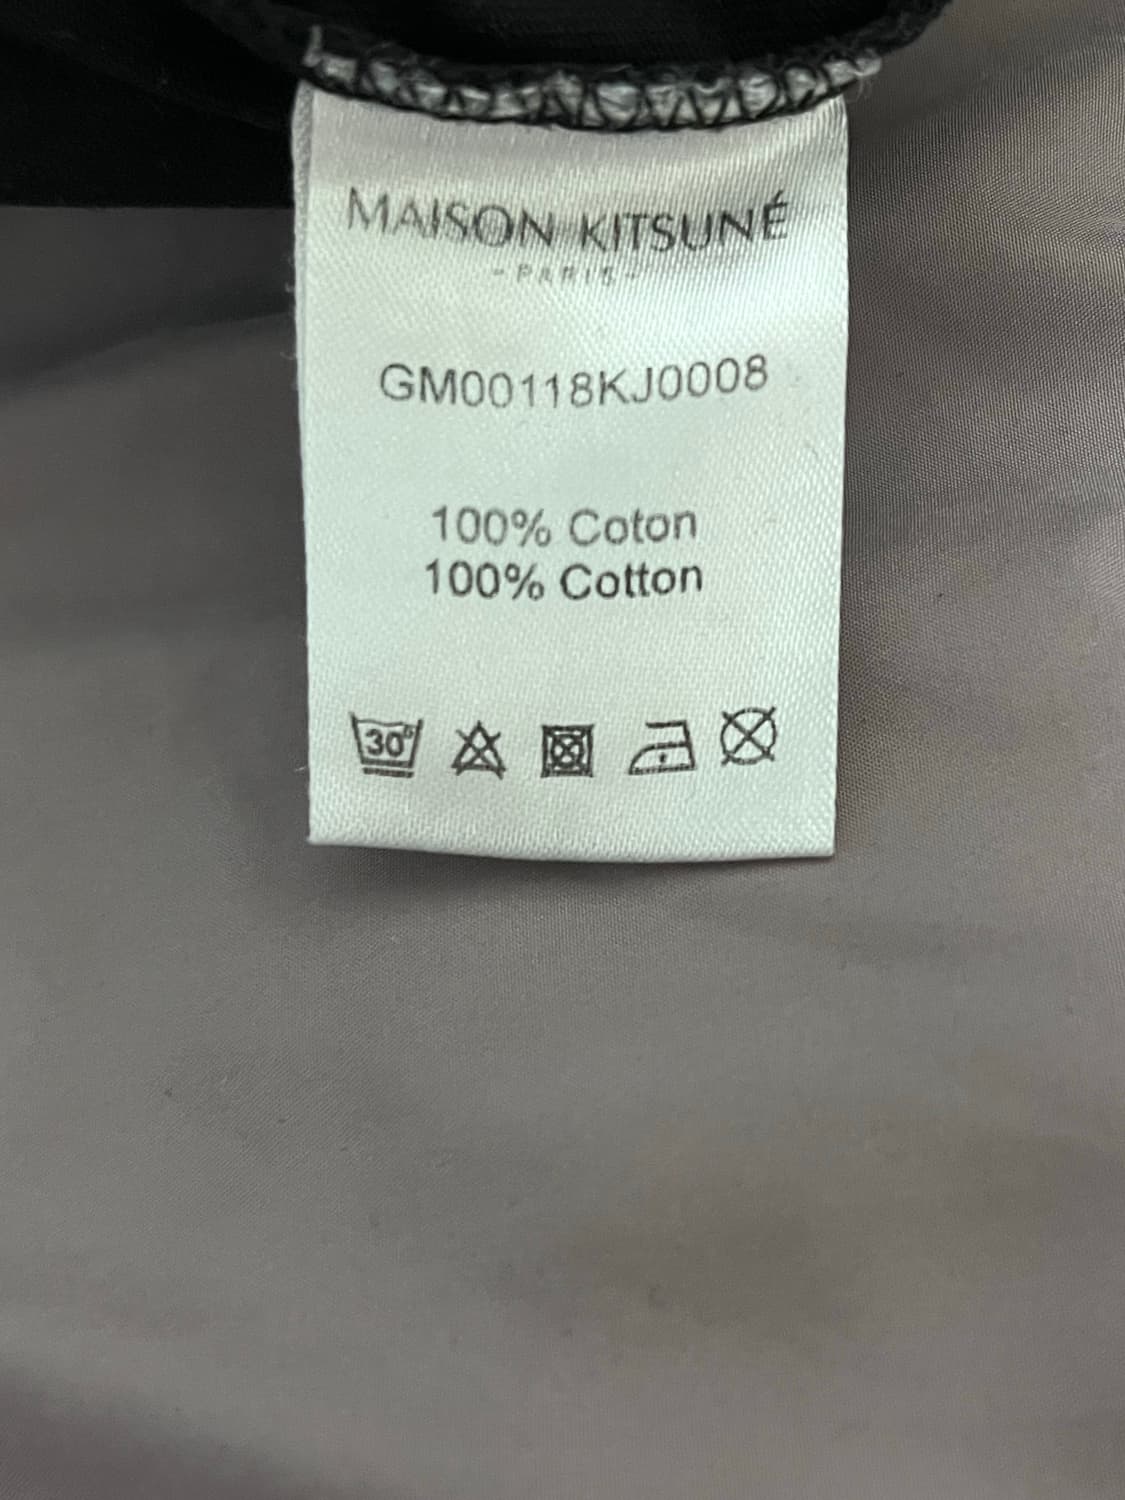 MAISON KITSUNÉ
- PARIS -
GM00118KJ0008
100% Coton
100% Cotton
30°